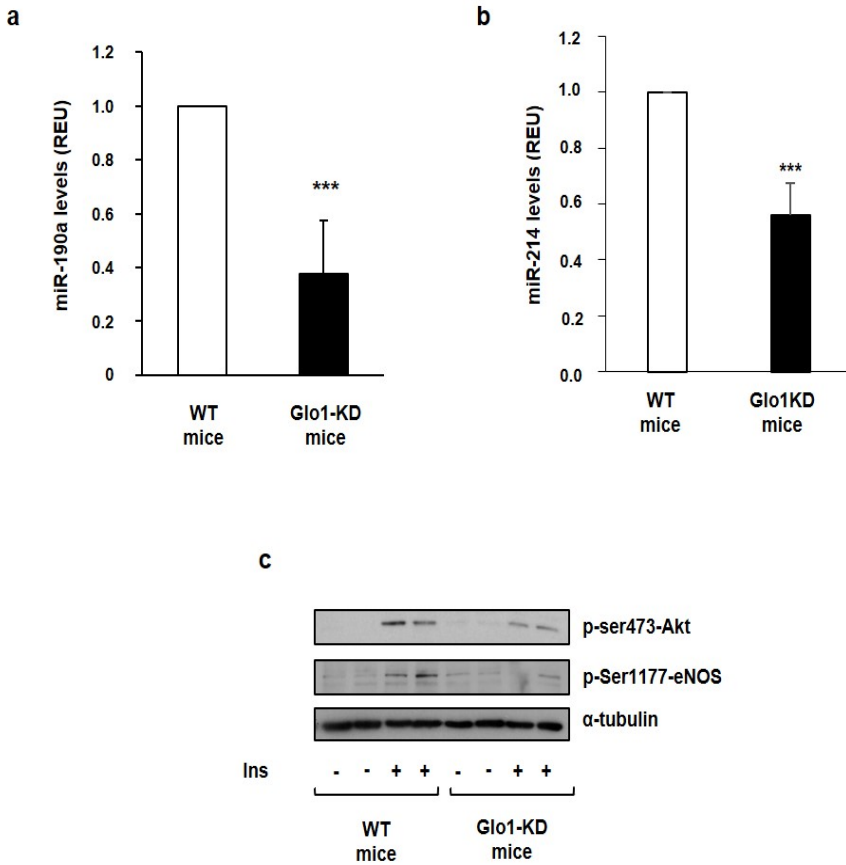 a
miR-190a levels (REU)
1.2
1.0
0.8
0.6
0.4
0.2
0
***
WT
mice
Glo1-KD
mice
b
miR-214 levels (REU)
1.2
1.0
0.8
0.6
0.4
0.2
0.0
***
WT
mice
Glo1KD
mice
c
p-ser473-Akt
p-Ser1177-eNOS
α-tubulin
Ins - - + + - - + +
WT
mice
Glo1-KD
mice